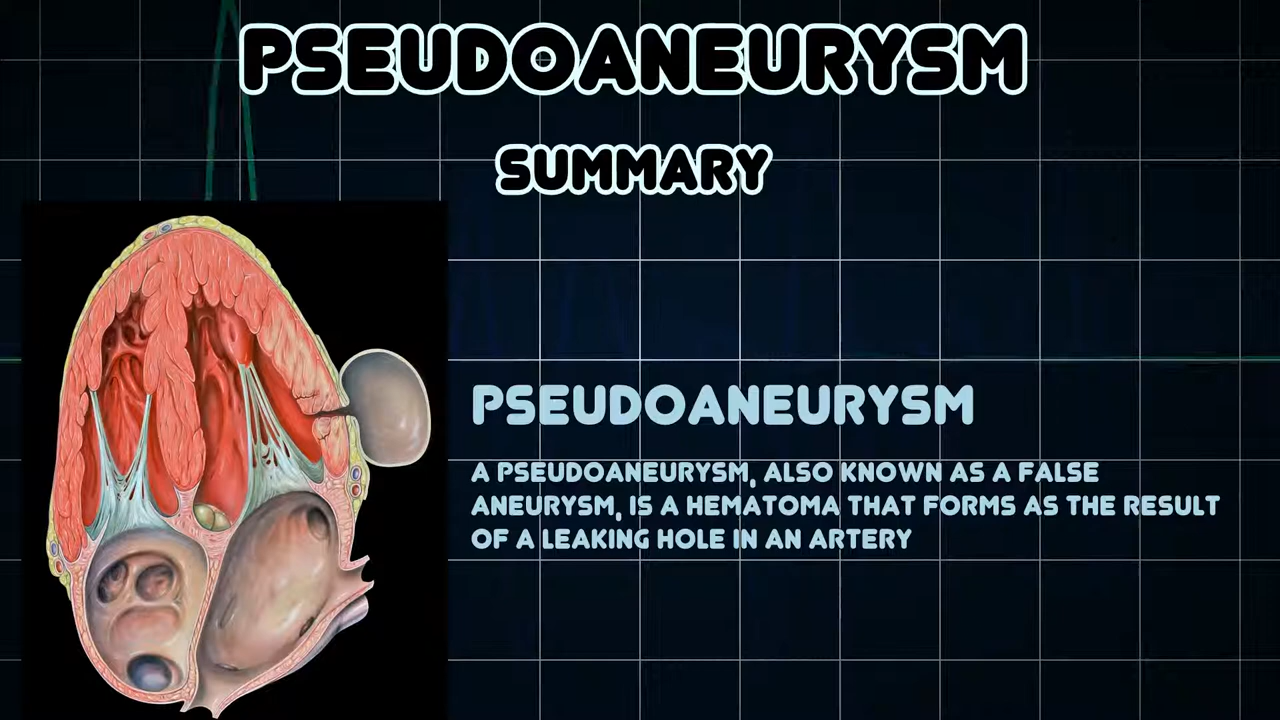 PSEUDOANEURYSM
SUMMARY
PSEUDOANEURYSM
A PSEUDOANEURYSM, ALSO KNOWN AS A FALSE
ANEURYSM, IS A HEMATOMA THAT FORMS AS THE RESULT
OF A LEAKING HOLE IN AN ARTERY